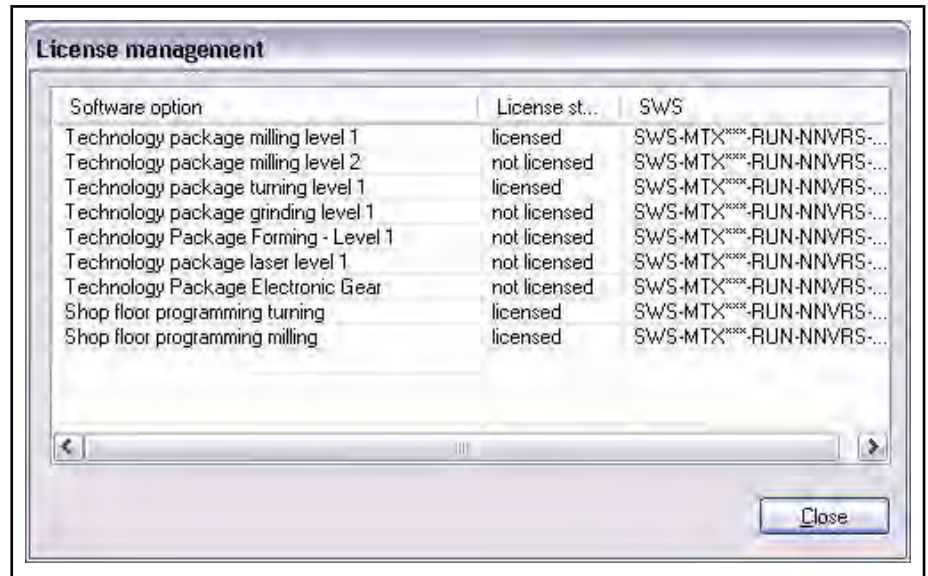 License management
Software option License st... SWS
Technology package milling level 1 licensed SWS-MTX***-RUN-NNVRS-...
Technology package milling level 2 not licensed SWS-MTX***-RUN-NNVRS-...
Technology package turning level 1 licensed SWS-MTX***-RUN-NNVRS-...
Technology package grinding level 1 not licensed SWS-MTX***-RUN-NNVRS-...
Technology Package Forming - Level 1 not licensed SWS-MTX***-RUN-NNVRS-...
Technology package laser level 1 not licensed SWS-MTX***-RUN-NNVRS-...
Technology Package Electronic Gear not licensed SWS-MTX***-RUN-NNVRS-...
Shop floor programming turning licensed SWS-MTX***-RUN-NNVRS-...
Shop floor programming milling licensed SWS-MTX***-RUN-NNVRS-...
Close